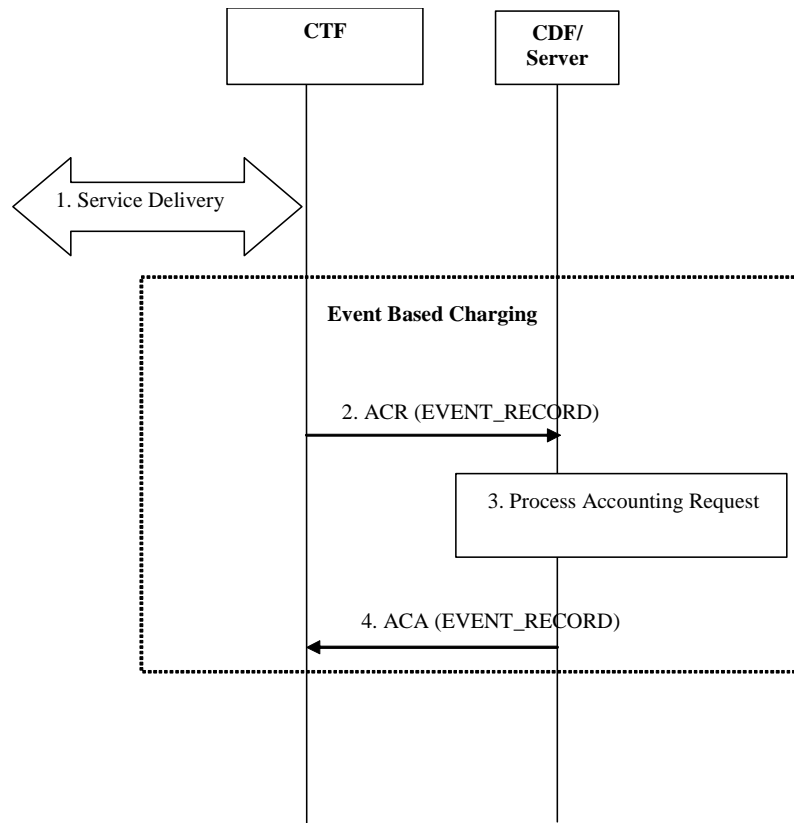 CTF
CDF/
Server
1. Service Delivery
Event Based Charging
2. ACR (EVENT_RECORD)
3. Process Accounting Request
4. ACA (EVENT_RECORD)